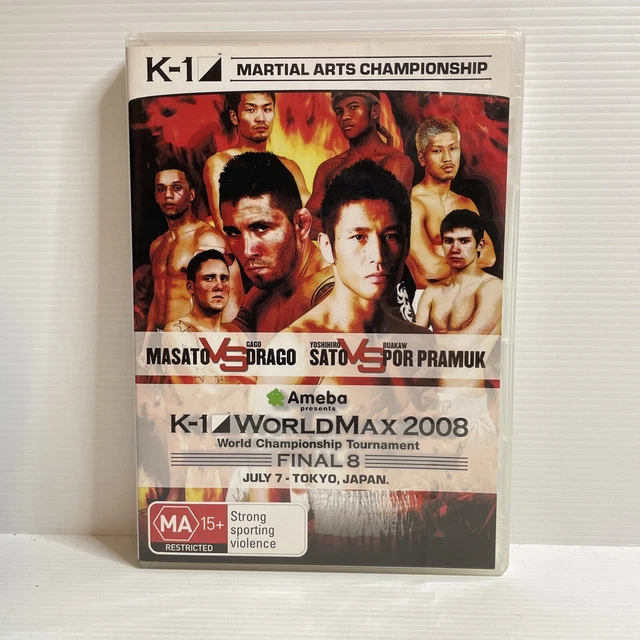 K-1™ MARTIAL ARTS CHAMPIONSHIP
MASATO VS GAGO DRAGO YOSHIHIRO SATO VS BUAKAW POR PRAMUK
Ameba
presents
K-1 WORLDMAX 2008
World Championship Tournament
FINAL 8
JULY 7 - TOKYO, JAPAN.
MA 15+
RESTRICTED
Strong
sporting
violence